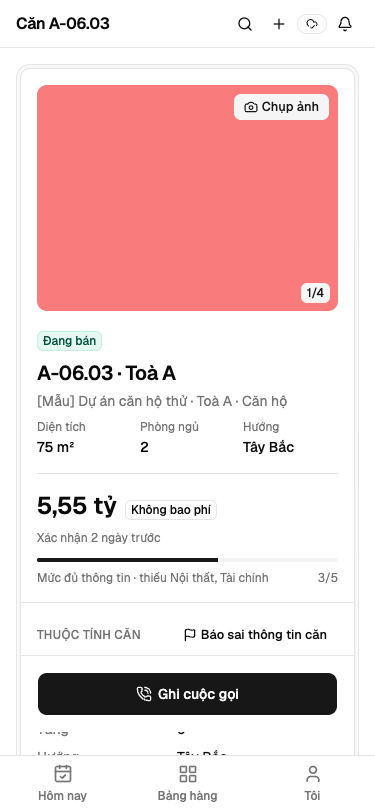 Căn A-06.03
Chụp ảnh
1/4
Đang bán
A-06.03 · Toà A
[Mẫu] Dự án căn hộ thử · Toà A · Căn hộ
Diện tích Phòng ngủ Hướng
75 m² 2 Tây Bắc
5,55 tỷ Không bao phí
Xác nhận 2 ngày trước
Mức đủ thông tin · thiếu Nội thất, Tài chính 3/5
THUỘC TÍNH CĂN Báo sai thông tin căn
Ghi cuộc gọi
Hôm nay Bảng hàng Tôi